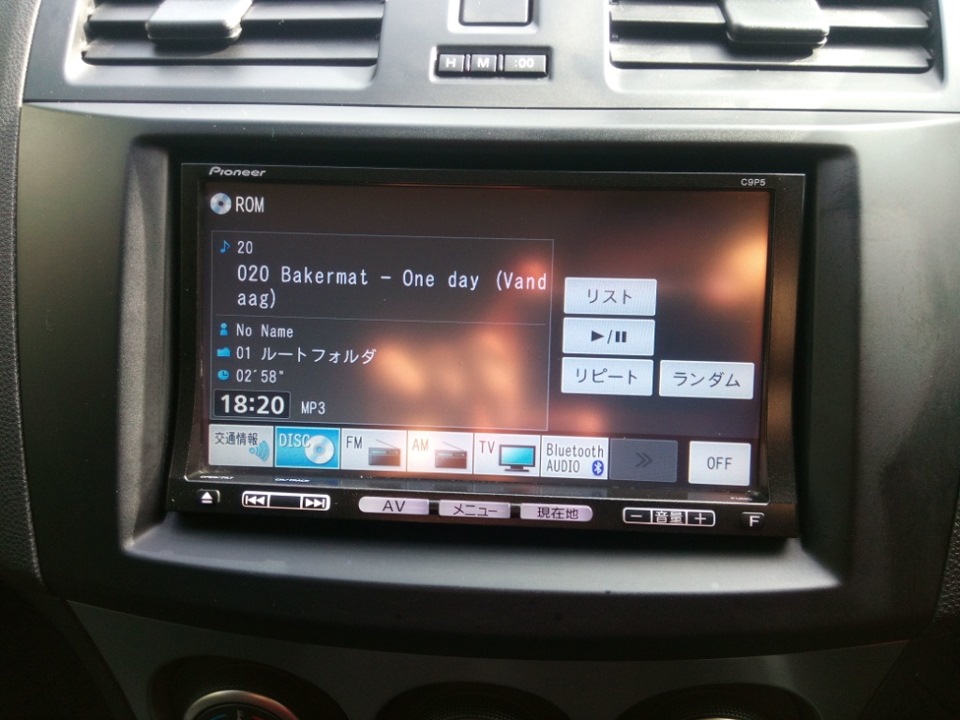 H M :00
Pioneer
C9P5
ROM
20
020 Bakermat - One day (Vand
aag)
No Name
01 ルートフォルダ
02'58"
18:20 MP3
リスト
▶/❚❚
リピート
ランダム
交通情報
DISC
FM
AM
TV
Bluetooth
AUDIO
»
OFF
AV
メニュー
現在地
− 音量 +
F